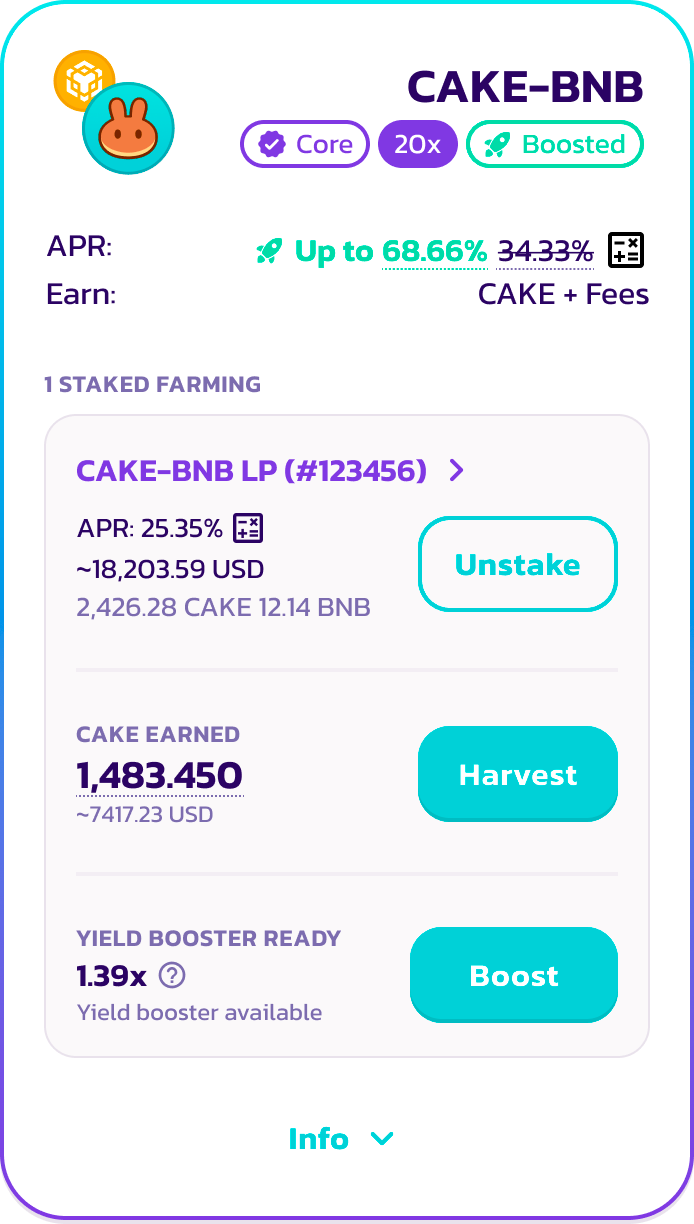 CAKE-BNB
Core 20x Boosted
APR: Up to 68.66% 34.33%
Earn: CAKE + Fees
1 STAKED FARMING
CAKE-BNB LP (#123456)
APR: 25.35%
~18,203.59 USD
2,426.28 CAKE 12.14 BNB
Unstake
CAKE EARNED
1,483.450
~7417.23 USD
Harvest
YIELD BOOSTER READY
1.39x
Yield booster available
Boost
Info